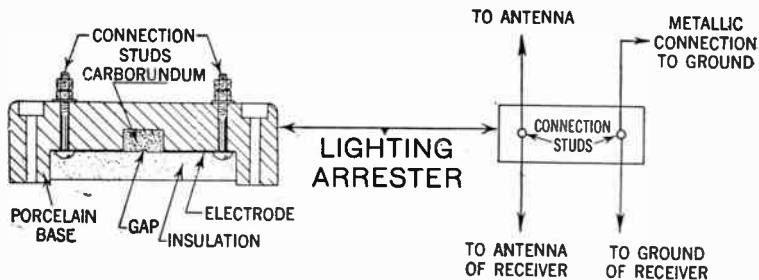 CONNECTION
STUDS
CARBORUNDUM
PORCELAIN
BASE
GAP
INSULATION
ELECTRODE
LIGHTING
ARRESTER
TO ANTENNA
METALLIC
CONNECTION
TO GROUND
CONNECTION
STUDS
TO ANTENNA
OF RECEIVER
TO GROUND
OF RECEIVER